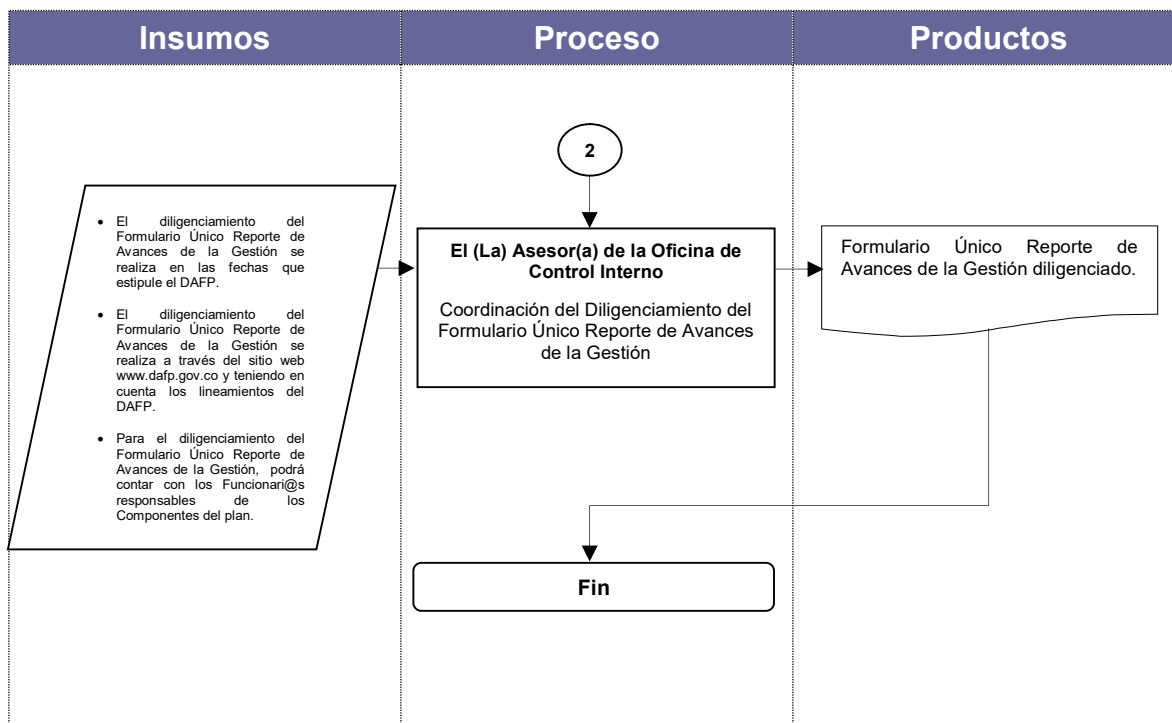 Insumos
Proceso
Productos
2
• El diligenciamiento del
Formulario Único Reporte de
Avances de la Gestión se
realiza en las fechas que
estipule el DAFP.
• El diligenciamiento del
Formulario Único Reporte de
Avances de la Gestión se
realiza a través del sitio web
www.dafp.gov.co y teniendo en
cuenta los lineamientos del
DAFP.
• Para el diligenciamiento del
Formulario Único Reporte de
Avances de la Gestión, podrá
contar con los Funcionari@s
responsables de los
Componentes del plan.
El (La) Asesor(a) de la Oficina de
Control Interno
Coordinación del Diligenciamiento del
Formulario Único Reporte de Avances
de la Gestión
Formulario Único Reporte de
Avances de la Gestión diligenciado.
Fin